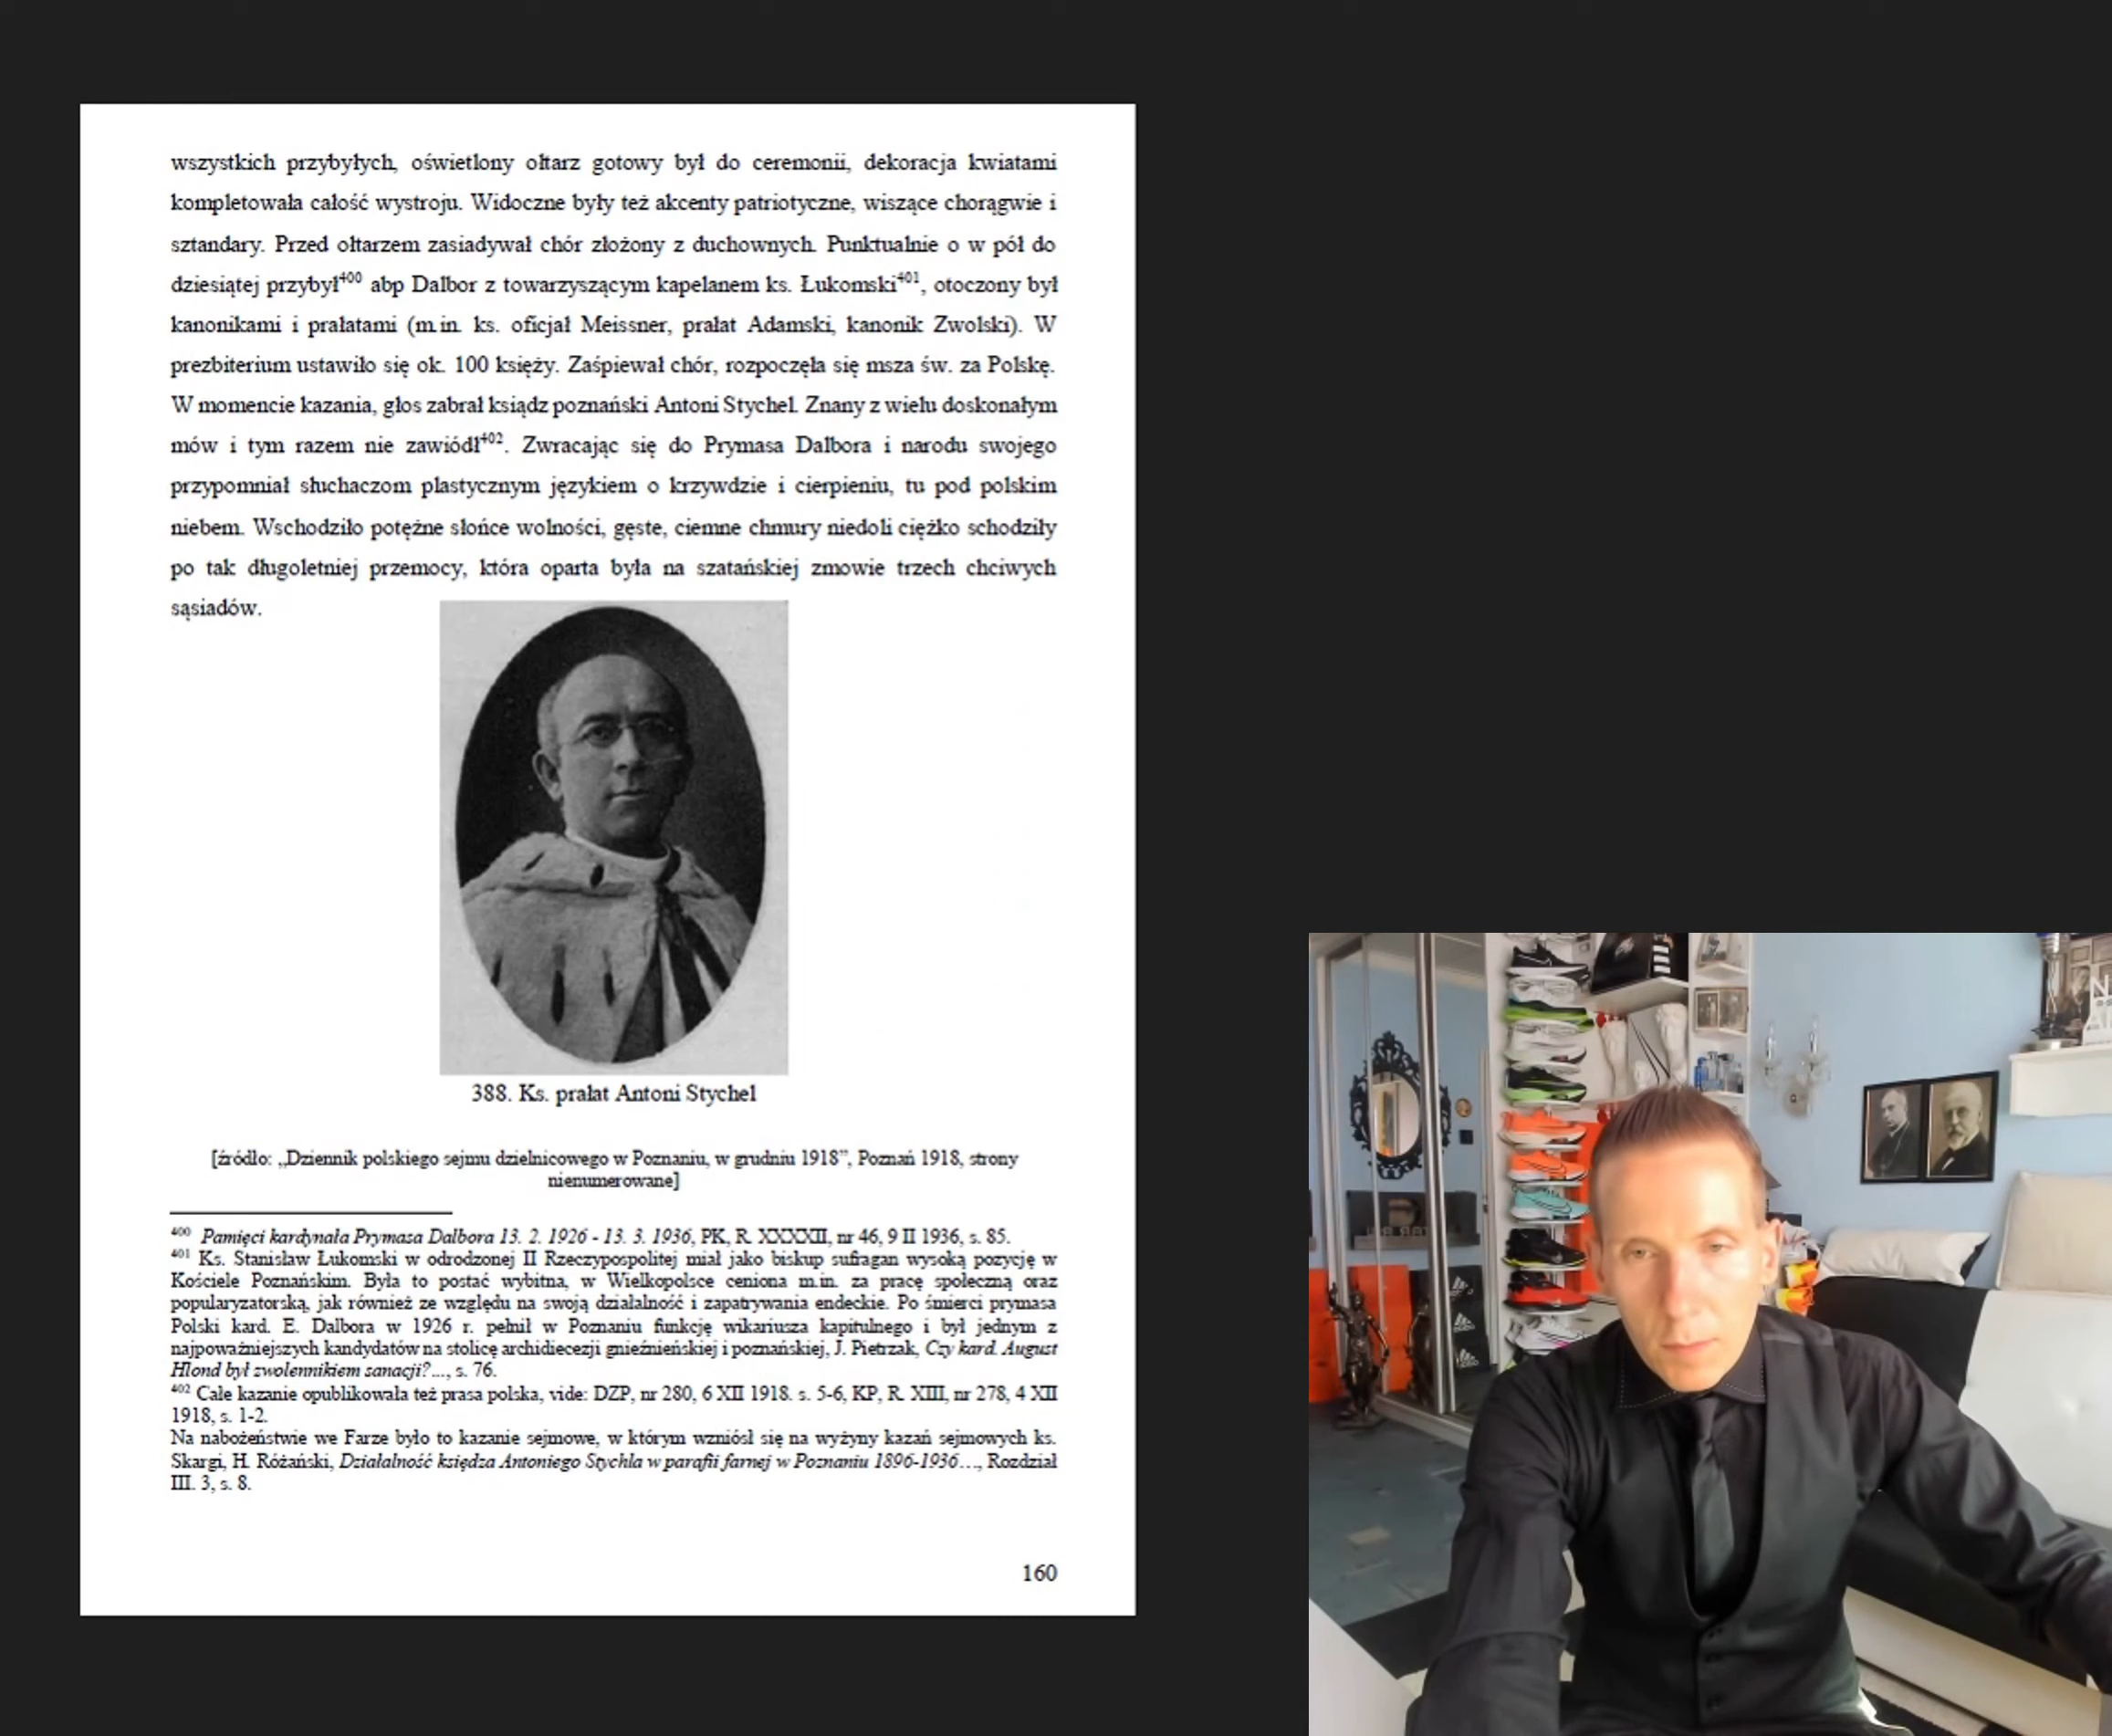 wszystkich przybyłych, oświetlony ołtarz gotowy był do ceremonii, dekoracja kwiatami
kompletowała całość wystroju. Widoczne były też akcenty patriotyczne, wiszące chorągwie i
sztandary. Przed ołtarzem zasiadywał chór złożony z duchownych. Punktualnie o w pół do
dziesiątej przybył400 abp Dalbor z towarzyszącym kapelanem ks. Łukomski401, otoczony był
kanonikami i prałatami (m.in. ks. oficjał Meissner, prałat Adamski, kanonik Zwolski). W
prezbiterium ustawiło się ok. 100 księży. Zaśpiewał chór, rozpoczęła się msza św. za Polskę.
W momencie kazania, głos zabrał ksiądz poznański Antoni Stychel. Znany z wielu doskonałym
mów i tym razem nie zawiódł402. Zwracając się do Prymasa Dalbora i narodu swojego
przypomniał słuchaczom plastycznym językiem o krzywdzie i cierpieniu, tu pod polskim
niebem. Wschodziło potężne słońce wolności, gęste, ciemne chmury niedoli ciężko schodziły
po tak długoletniej przemocy, która oparta była na szatańskiej zmowie trzech chciwych
sąsiadów.
388. Ks. prałat Antoni Stychel
[źródło: „Dziennik polskiego sejmu dzielnicowego w Poznaniu, w grudniu 1918”, Poznań 1918, strony
nienumerowane]
400 Pamięci kardynała Prymasa Dalbora 13. 2. 1926 - 13. 3. 1936, PK, R. XXXXII, nr 46, 9 II 1936, s. 85.
401 Ks. Stanisław Łukomski w odrodzonej II Rzeczypospolitej miał jako biskup sufragan wysoką pozycję w
Kościele Poznańskim. Była to postać wybitna, w Wielkopolsce ceniona m.in. za pracę społeczną oraz
popularyzatorską, jak również ze względu na swoją działalność i zapatrywania endeckie. Po śmierci prymasa
Polski kard. E. Dalbora w 1926 r. pełnił w Poznaniu funkcję wikariusza kapitulnego i był jednym z
najpoważniejszych kandydatów na stolicę archidiecezji gnieźnieńskiej i poznańskiej, J. Pietrzak, Czy kard. August
Hlond był zwolennikiem sanacji?..., s. 76.
402 Całe kazanie opublikowała też prasa polska, vide: DZP, nr 280, 6 XII 1918. s. 5-6, KP, R. XIII, nr 278, 4 XII
1918, s. 1-2.
Na nabożeństwie we Farze było to kazanie sejmowe, w którym wzniósł się na wyżyny kazań sejmowych ks.
Skargi, H. Różański, Działalność księdza Antoniego Stychla w parafii farnej w Poznaniu 1896-1936…, Rozdział
III. 3, s. 8.
160